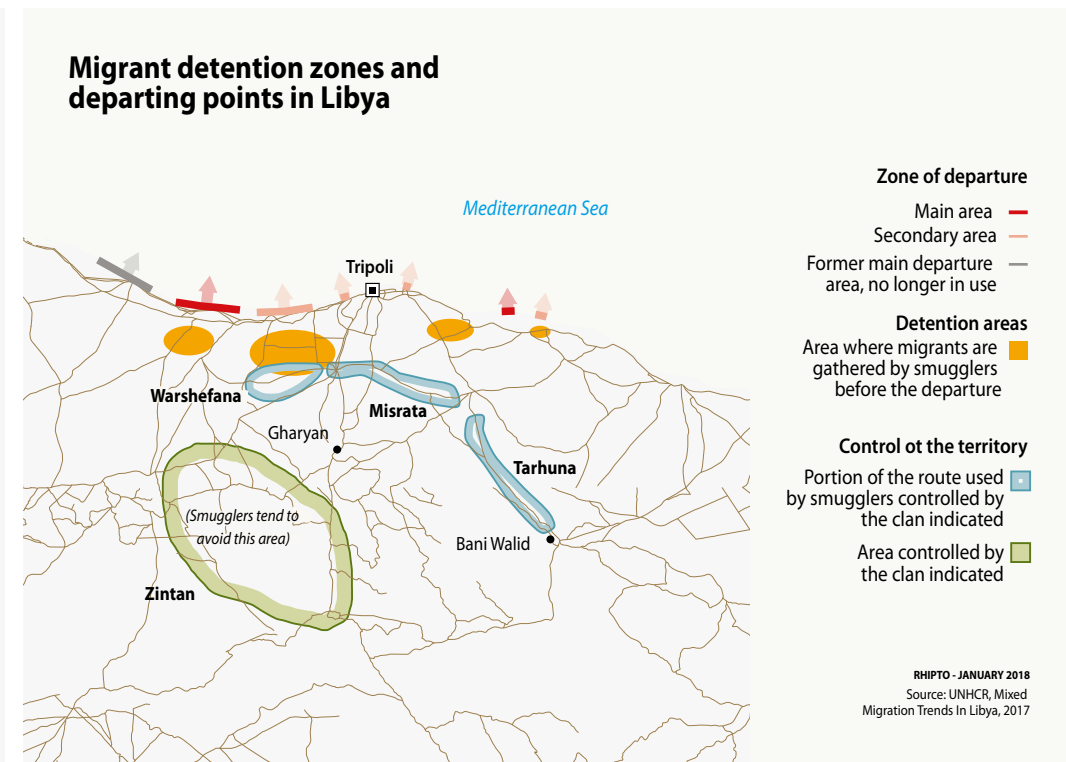 Migrant detention zones and
departing points in Libya
Mediterranean Sea
Tripoli
Warshefana
Misrata
Gharyan
Tarhuna
(Smugglers tend to
avoid this area)
Bani Walid
Zintan
Zone of departure
Main area
Secondary area
Former main departure
area, no longer in use
Detention areas
Area where migrants are
gathered by smugglers
before the departure
Control ot the territory
Portion of the route used
by smugglers controlled by
the clan indicated
Area controlled by
the clan indicated
RHIPTO - JANUARY 2018
Source: UNHCR, Mixed
Migration Trends In Libya, 2017